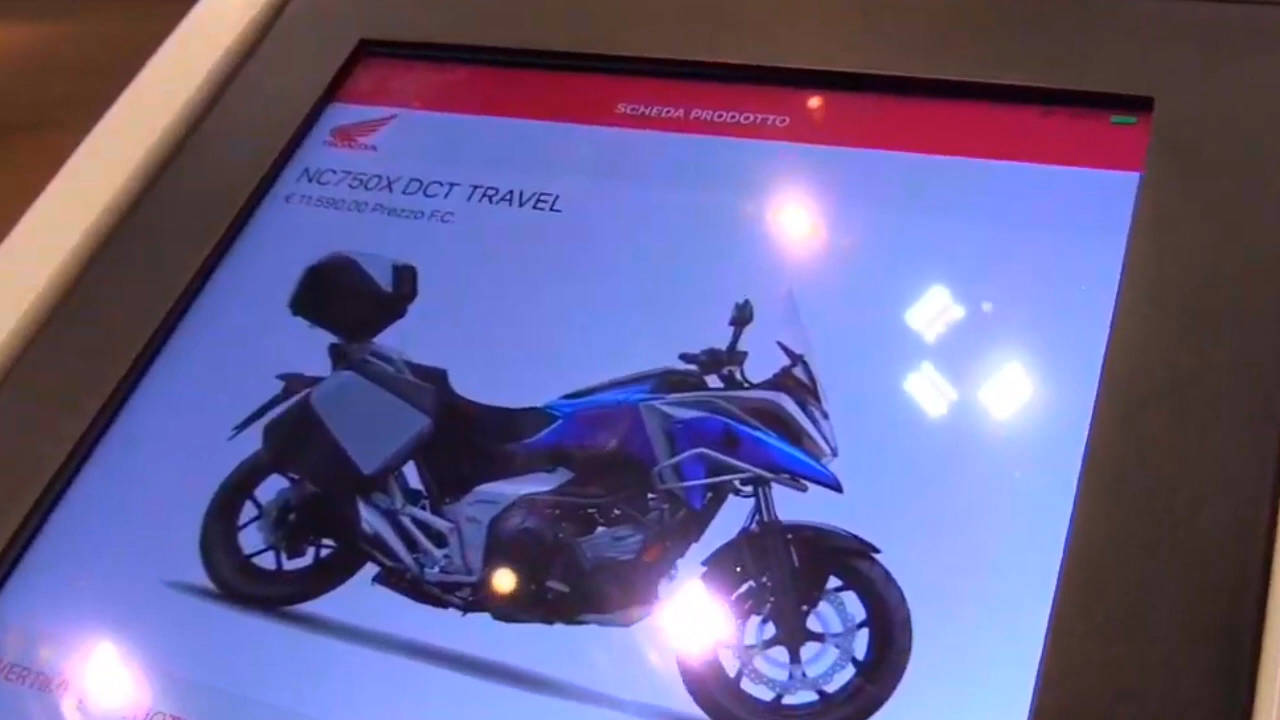 SCHEDA PRODOTTO
HONDA
NC750X DCT TRAVEL
€ 11.590,00 Prezzo F.C.